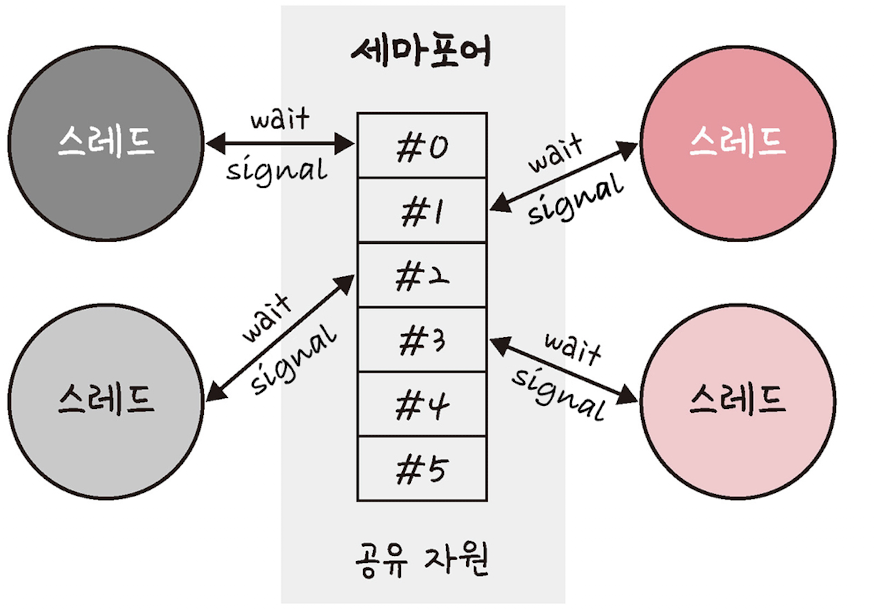 세마포어
스레드
wait
signal
#0
wait
signal
스레드
#1
#2
스레드
wait
signal
#3
wait
signal
스레드
#4
#5
공유 자원